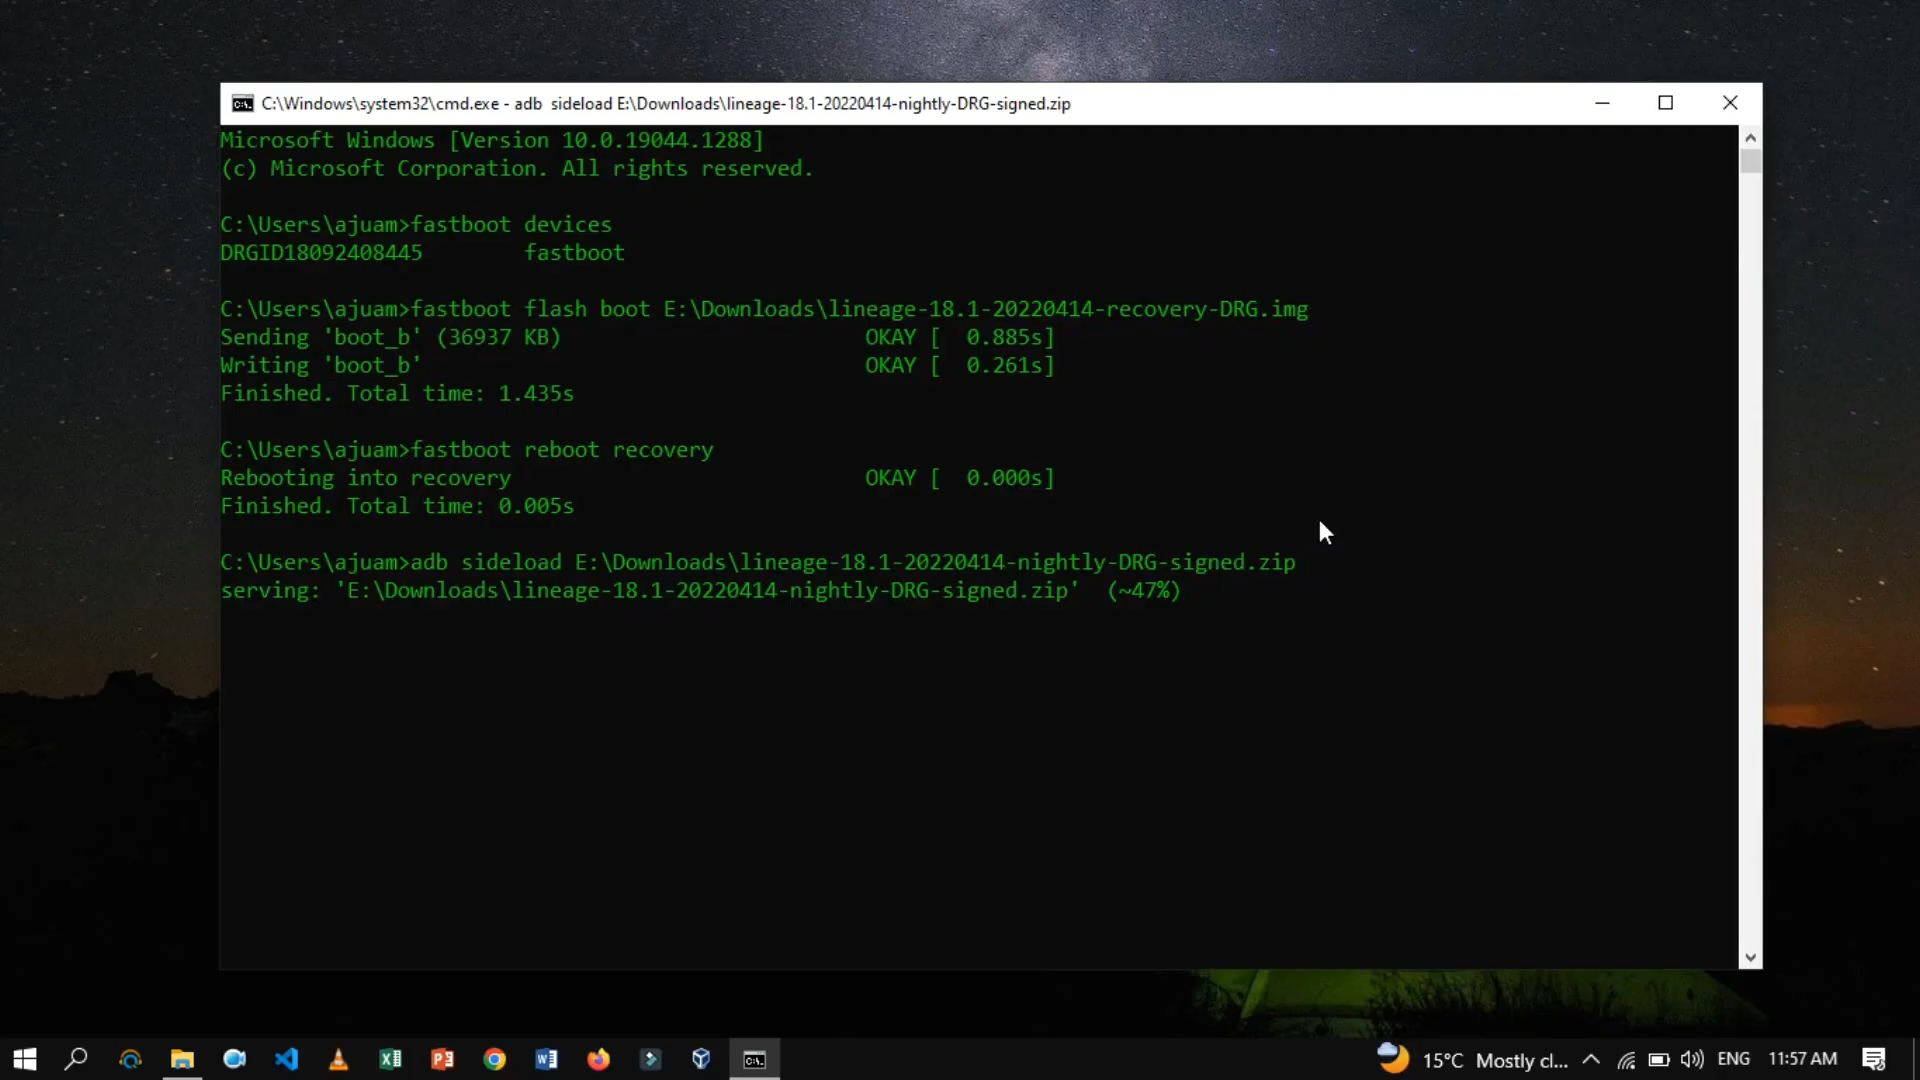 C:\Windows\system32\cmd.exe - adb  sideload E:\Downloads\lineage-18.1-20220414-nightly-DRG-signed.zip
Microsoft Windows [Version 10.0.19044.1288]
(c) Microsoft Corporation. All rights reserved.
C:\Users\ajuam>fastboot devices
DRGID18092408445        fastboot
C:\Users\ajuam>fastboot flash boot E:\Downloads\lineage-18.1-20220414-recovery-DRG.img
Sending 'boot_b' (36937 KB)                        OKAY [  0.885s]
Writing 'boot_b'                                   OKAY [  0.261s]
Finished. Total time: 1.435s
C:\Users\ajuam>fastboot reboot recovery
Rebooting into recovery                            OKAY [  0.000s]
Finished. Total time: 0.005s
C:\Users\ajuam>adb sideload E:\Downloads\lineage-18.1-20220414-nightly-DRG-signed.zip
serving: 'E:\Downloads\lineage-18.1-20220414-nightly-DRG-signed.zip'  (~47%)
15°C Mostly cl... ENG 11:57 AM